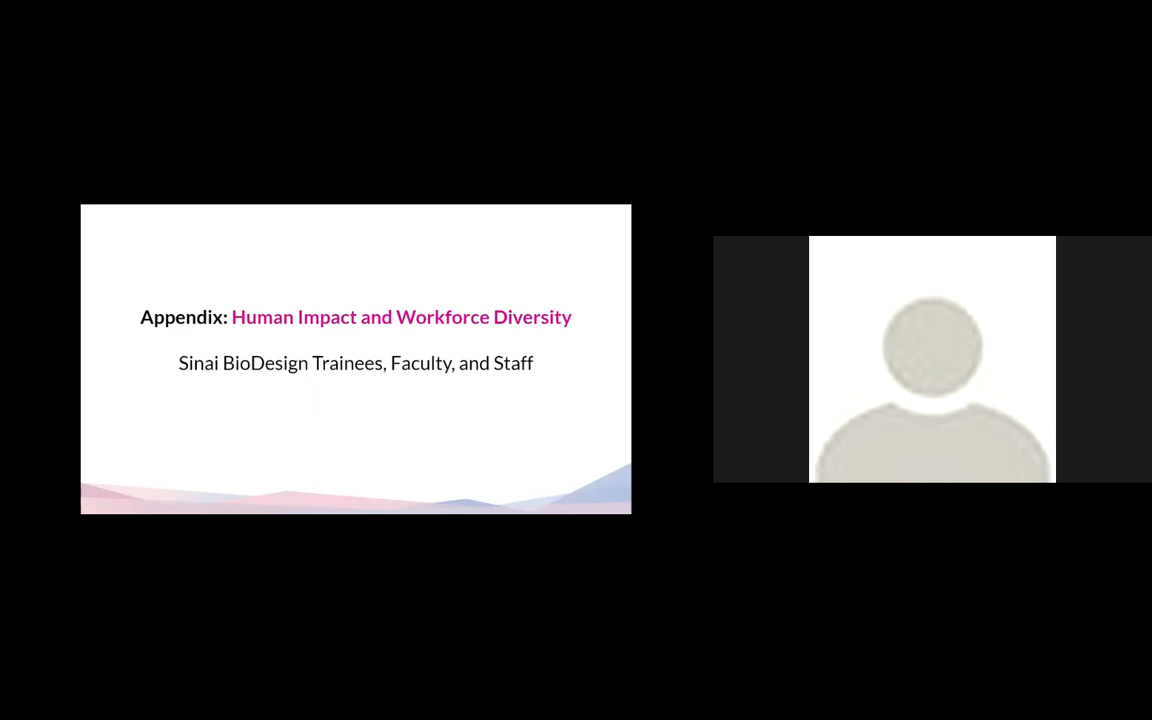 Appendix: Human Impact and Workforce Diversity
Sinai BioDesign Trainees, Faculty, and Staff